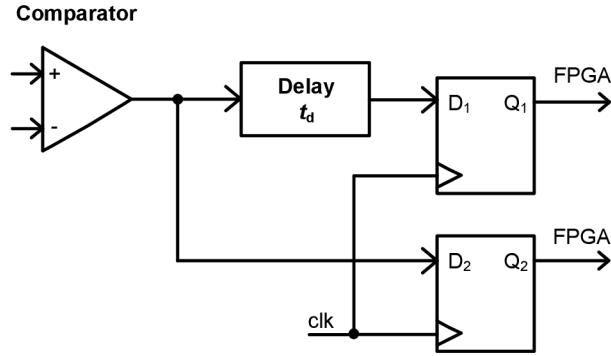 Comparator
+
-
Delay
td
D1 Q1
FPGA
D2 Q2
FPGA
clk